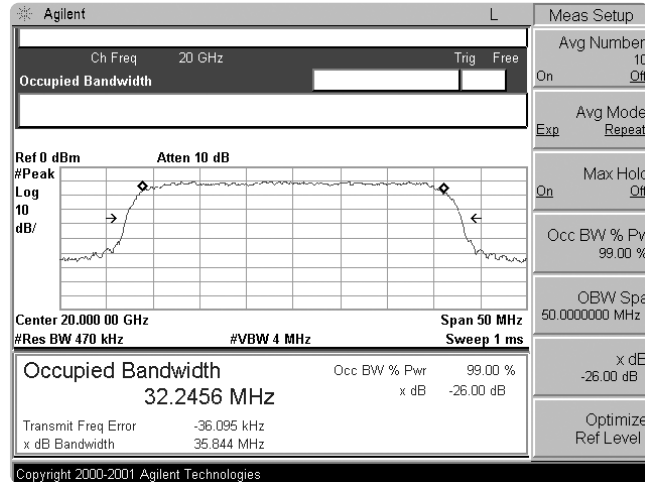 Agilent
L
Meas Setup
Ch Freq 20 GHz Trig Free
Occupied Bandwidth
Avg Number
10
On Off
Avg Mode
Exp Repeat
Max Hold
On Off
Occ BW % Pwr
99.00 %
OBW Spa
50.0000000 MHz
x dB
-26.00 dB
Optimize
Ref Level
Ref 0 dBm Atten 10 dB
#Peak
Log
10
dB/
Center 20.000 00 GHz Span 50 MHz
#Res BW 470 kHz #VBW 4 MHz Sweep 1 ms
Occupied Bandwidth Occ BW % Pwr 99.00 %
32.2456 MHz x dB -26.00 dB
Transmit Freq Error -36.095 kHz
x dB Bandwidth 35.844 MHz
Copyright 2000-2001 Agilent Technologies